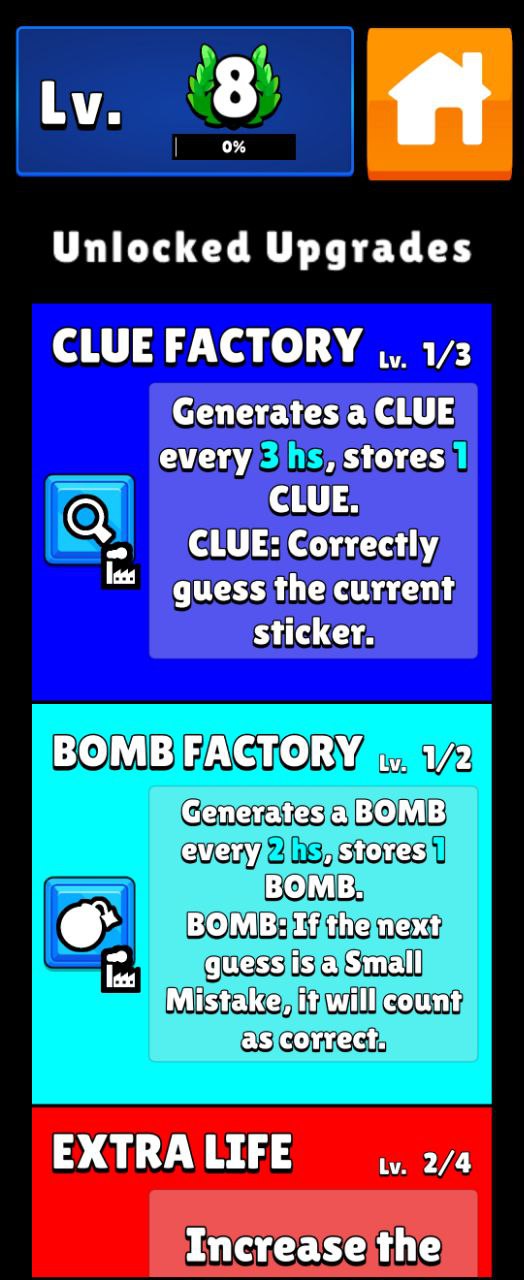 Lv. 8
0%
Unlocked Upgrades
CLUE FACTORY Lv. 1/3
Generates a CLUE
every 3 hs, stores 1
CLUE.
CLUE: Correctly
guess the current
sticker.
BOMB FACTORY Lv. 1/2
Generates a BOMB
every 2 hs, stores 1
BOMB.
BOMB: If the next
guess is a Small
Mistake, it will count
as correct.
EXTRA LIFE Lv. 2/4
Increase the